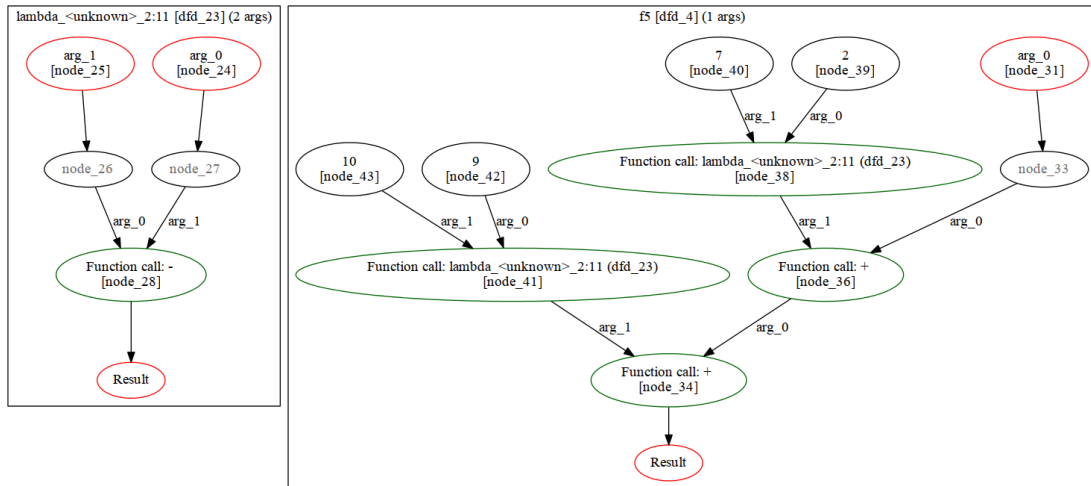 lambda_<unknown>_2:11 [dfd_23] (2 args)
arg_1
[node_25]
arg_0
[node_24]
node_26
node_27
arg_0
arg_1
Function call: -
[node_28]
Result
f5 [dfd_4] (1 args)
7
[node_40]
2
[node_39]
arg_0
[node_31]
arg_1
arg_0
10
[node_43]
9
[node_42]
Function call: lambda_<unknown>_2:11 (dfd_23)
[node_38]
node_33
arg_1
arg_0
arg_1
arg_0
Function call: lambda_<unknown>_2:11 (dfd_23)
[node_41]
Function call: +
[node_36]
arg_1
arg_0
Function call: +
[node_34]
Result